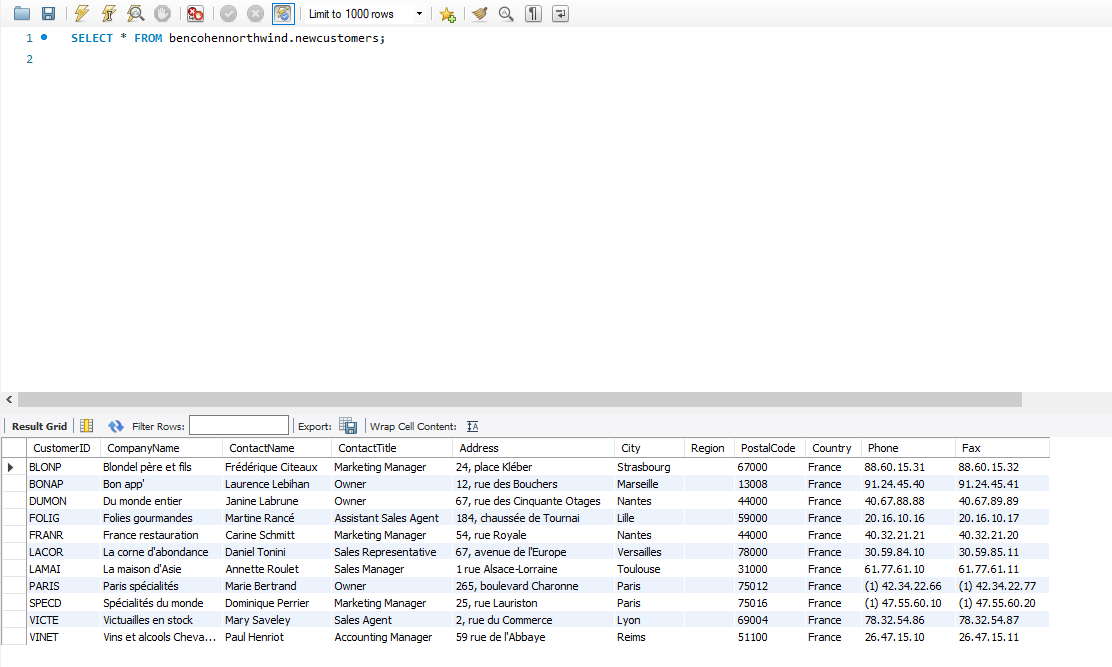 Limit to 1000 rows
1 SELECT * FROM bencohennorthwind.newcustomers;
2
Result Grid Filter Rows: Export: Wrap Cell Content: IA
CustomerID CompanyName ContactName ContactTitle Address City Region PostalCode Country Phone Fax
BLONP Blondel père et fils Frédérique Citeaux Marketing Manager 24, place Kléber Strasbourg 67000 France 88.60.15.31 88.60.15.32
BONAP Bon app' Laurence Lebihan Owner 12, rue des Bouchers Marseille 13008 France 91.24.45.40 91.24.45.41
DUMON Du monde entier Janine Labrune Owner 67, rue des Cinquante Otages Nantes 44000 France 40.67.88.88 40.67.89.89
FOLIG Folies gourmandes Martine Rancé Assistant Sales Agent 184, chaussée de Tournai Lille 59000 France 20.16.10.16 20.16.10.17
FRANR France restauration Carine Schmitt Marketing Manager 54, rue Royale Nantes 44000 France 40.32.21.21 40.32.21.20
LACOR La corne d'abondance Daniel Tonini Sales Representative 67, avenue de l'Europe Versailles 78000 France 30.59.84.10 30.59.85.11
LAMAI La maison d'Asie Annette Roulet Sales Manager 1 rue Alsace-Lorraine Toulouse 31000 France 61.77.61.10 61.77.61.11
PARIS Paris spécialités Marie Bertrand Owner 265, boulevard Charonne Paris 75012 France (1) 42.34.22.66 (1) 42.34.22.77
SPECD Spécialités du monde Dominique Perrier Marketing Manager 25, rue Lauriston Paris 75016 France (1) 47.55.60.10 (1) 47.55.60.20
VICTE Victuailles en stock Mary Saveley Sales Agent 2, rue du Commerce Lyon 69004 France 78.32.54.86 78.32.54.87
VINET Vins et alcools Cheva... Paul Henriot Accounting Manager 59 rue de l'Abbaye Reims 51100 France 26.47.15.10 26.47.15.11